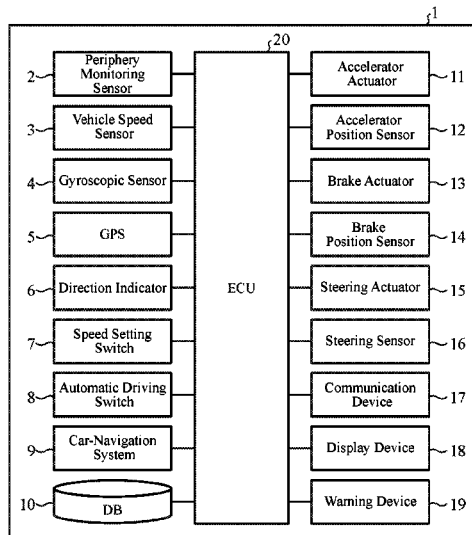 1
20
2
Periphery
Monitoring
Sensor
3
Vehicle Speed
Sensor
4
Gyroscopic Sensor
5
GPS
6
Direction Indicator
7
Speed Setting
Switch
8
Automatic Driving
Switch
9
Car-Navigation
System
10
DB
ECU
Accelerator
Actuator
11
Accelerator
Position Sensor
12
Brake Actuator
13
Brake
Position Sensor
14
Steering Actuator
15
Steering Sensor
16
Communication
Device
17
Display Device
18
Warning Device
19